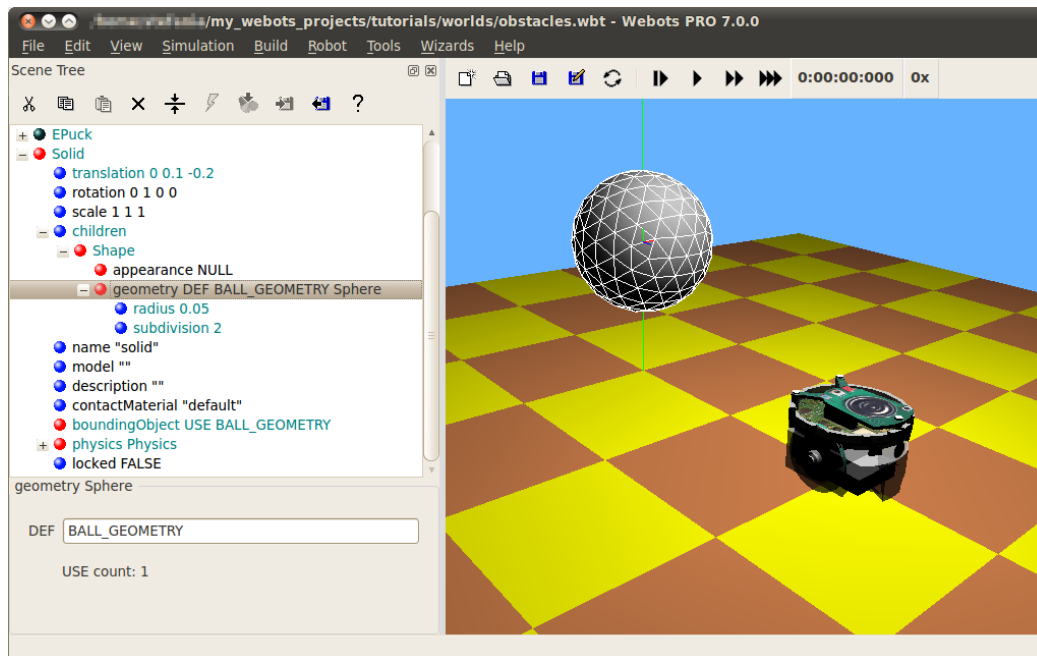 /my_webots_projects/tutorials/worlds/obstacles.wbt - Webots PRO 7.0.0
File Edit View Simulation Build Robot Tools Wizards Help
Scene Tree
0:00:00:000 0x
EPuck
Solid
translation 0 0.1 -0.2
rotation 0 1 0 0
scale 1 1 1
children
Shape
appearance NULL
geometry DEF BALL_GEOMETRY Sphere
radius 0.05
subdivision 2
name "solid"
model ""
description ""
contactMaterial "default"
boundingObject USE BALL_GEOMETRY
physics Physics
locked FALSE
geometry Sphere
DEF BALL_GEOMETRY
USE count: 1